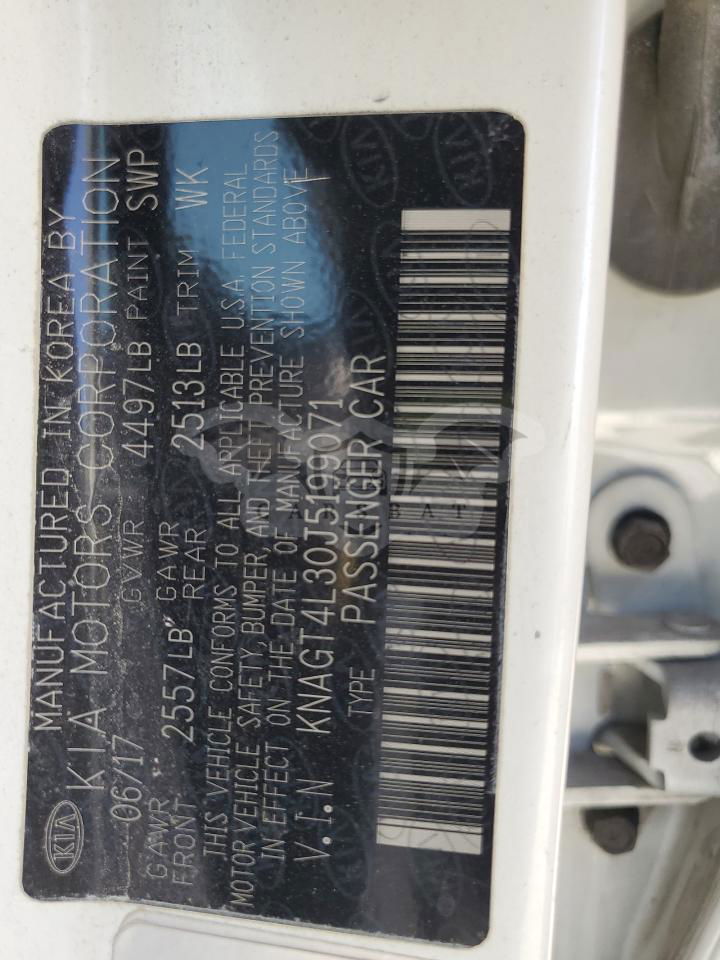 KIA
MANUFACTURED IN KOREA BY
KIA MOTORS CORPORATION
06/17 GVWR 4497LB PAINT SWP
GAWR FRONT 2557LB GAWR REAR 2513LB TRIM WK
THIS VEHICLE CONFORMS TO ALL APPLICABLE U.S.A. FEDERAL
MOTOR VEHICLE SAFETY, BUMPER, AND THEFT PREVENTION STANDARDS
IN EFFECT ON THE DATE OF MANUFACTURE SHOWN ABOVE
V.I.N KNAGT4L30J5199071
TYPE PASSENGER CAR